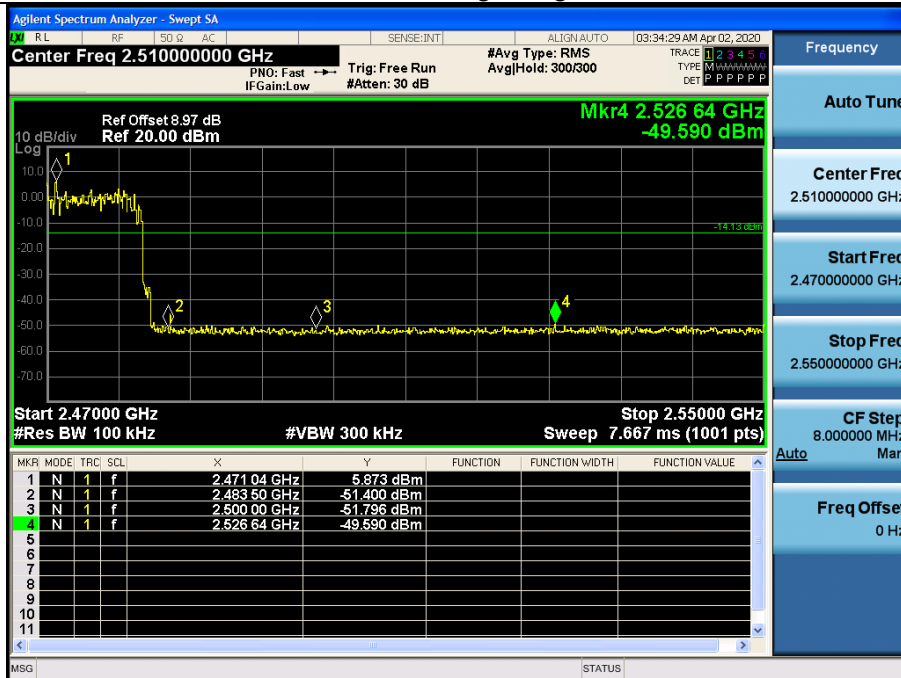 Agilent Spectrum Analyzer - Swept SA
LXI RL RF 50 Ω AC SENSE:INT ALIGN AUTO 03:34:29 AM Apr 02, 2020
Center Freq 2.510000000 GHz #Avg Type: RMS TRACE 1 2 3 4 5 6
PNO: Fast Trig: Free Run Avg|Hold: 300/300 TYPE M WWWWW
IFGain:Low #Atten: 30 dB DET P P P P P P
Mkr4 2.526 64 GHz
Ref Offset 8.97 dB
10 dB/div Ref 20.00 dBm -49.590 dBm
Log
10.0
0.00
-10.0
-14.13 dBm
-20.0
-30.0
-40.0
-50.0
-60.0
-70.0
1
2
3
4
Start 2.47000 GHz Stop 2.55000 GHz
#Res BW 100 kHz #VBW 300 kHz Sweep 7.667 ms (1001 pts)
MKR MODE TRC SCL X Y FUNCTION FUNCTION WIDTH FUNCTION VALUE
1 N 1 f 2.471 04 GHz 5.873 dBm
2 N 1 f 2.483 50 GHz -51.400 dBm
3 N 1 f 2.500 00 GHz -51.796 dBm
4 N 1 f 2.526 64 GHz -49.590 dBm
5
6
7
8
9
10
11
MSG STATUS
Frequency
Auto Tune
Center Freq
2.510000000 GHz
Start Freq
2.470000000 GHz
Stop Freq
2.550000000 GHz
CF Step
8.000000 MHz
Auto Man
Freq Offset
0 Hz